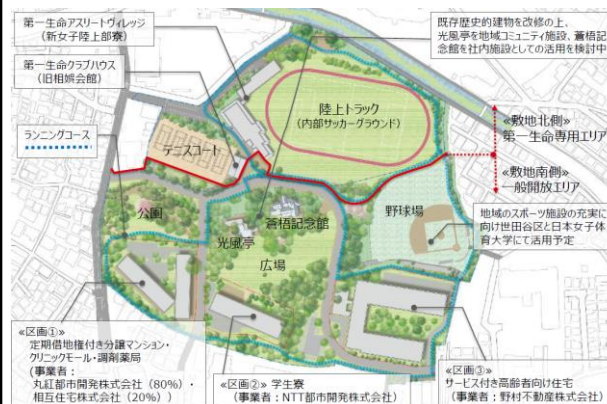 第一生命アスリートヴィレッジ
(新女子陸上部寮)
既存歴史的建物を改修の上、
光風亭を地域コミュニティ施設、蒼梧記
念館を社内施設としての活用を検討中
第一生命クラブハウス
(旧相娯会館)
陸上トラック
(内部サッカーグラウンド)
≪敷地北側≫
第一生命専用エリア
ランニングコース
テニスコート
≪敷地南側≫
一般開放エリア
公園
蒼梧記念館
野球場
光風亭
広場
地域のスポーツ施設の充実に
向け世田谷区と日本女子体
育大学にて活用予定
≪区画①≫
定期借地権付き分譲マンション・
クリニックモール・調剤薬局
(事業者:
丸紅都市開発株式会社(80%)・
相互住宅株式会社(20%))
≪区画②≫ 学生寮
(事業者:NTT都市開発株式会社)
≪区画③≫
サービス付き高齢者向け住宅
(事業者:野村不動産株式会社)